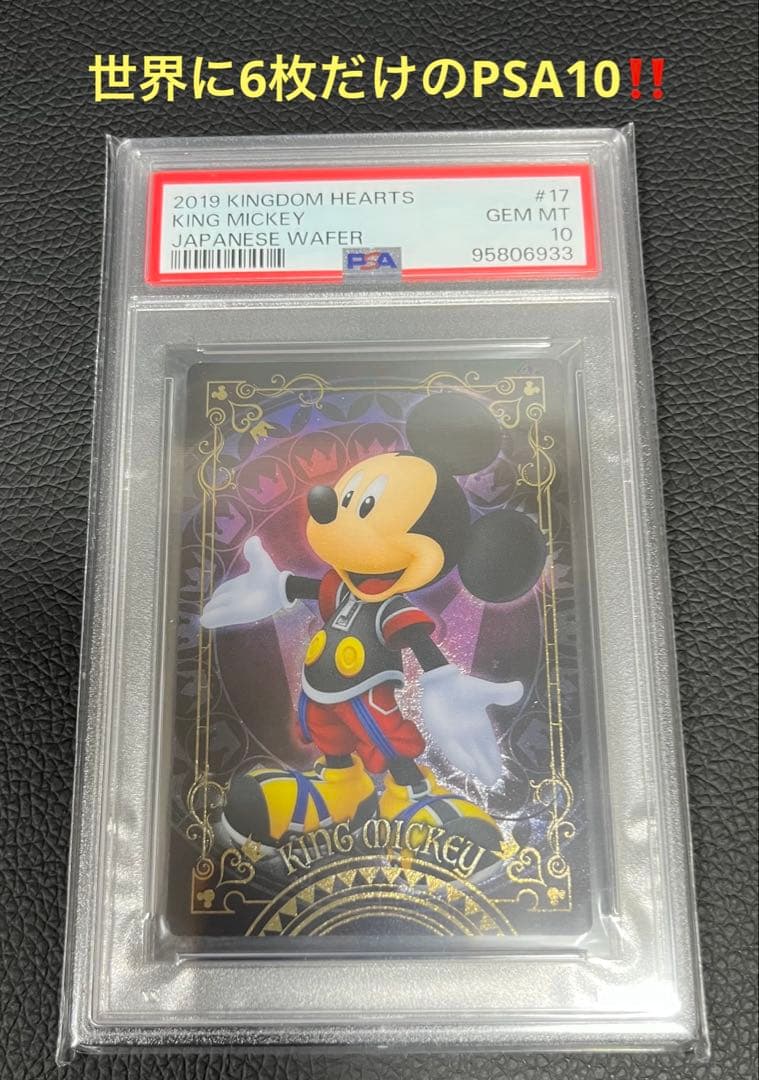 世界に6枚だけのPSA10‼️
2019 KINGDOM HEARTS #17
KING MICKEY GEM MT
JAPANESE WAFER 10
PSA 95806933
KING MICKEY